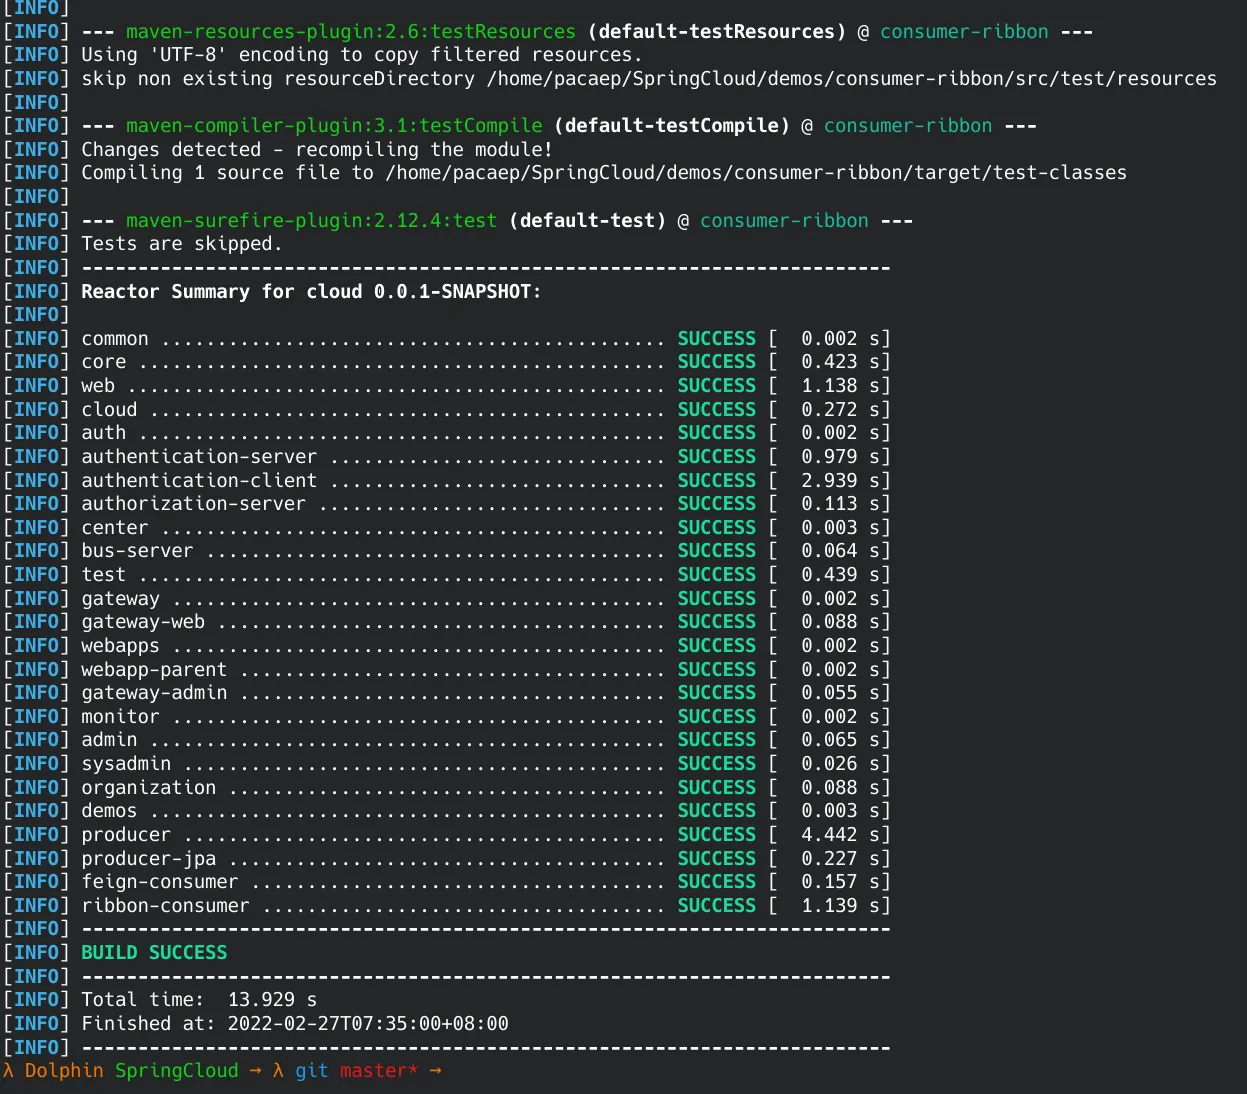 [INFO]
[INFO] --- maven-resources-plugin:2.6:testResources (default-testResources) @ consumer-ribbon ---
[INFO] Using 'UTF-8' encoding to copy filtered resources.
[INFO] skip non existing resourceDirectory /home/pacaep/SpringCloud/demos/consumer-ribbon/src/test/resources
[INFO]
[INFO] --- maven-compiler-plugin:3.1:testCompile (default-testCompile) @ consumer-ribbon ---
[INFO] Changes detected - recompiling the module!
[INFO] Compiling 1 source file to /home/pacaep/SpringCloud/demos/consumer-ribbon/target/test-classes
[INFO]
[INFO] --- maven-surefire-plugin:2.12.4:test (default-test) @ consumer-ribbon ---
[INFO] Tests are skipped.
[INFO] ------------------------------------------------------------------------
[INFO] Reactor Summary for cloud 0.0.1-SNAPSHOT:
[INFO]
[INFO] common ............................................. SUCCESS [  0.002 s]
[INFO] core ............................................... SUCCESS [  0.423 s]
[INFO] web ................................................ SUCCESS [  1.138 s]
[INFO] cloud .............................................. SUCCESS [  0.272 s]
[INFO] auth ............................................... SUCCESS [  0.002 s]
[INFO] authentication-server .............................. SUCCESS [  0.979 s]
[INFO] authentication-client .............................. SUCCESS [  2.939 s]
[INFO] authorization-server ............................... SUCCESS [  0.113 s]
[INFO] center ............................................. SUCCESS [  0.003 s]
[INFO] bus-server ......................................... SUCCESS [  0.064 s]
[INFO] test ............................................... SUCCESS [  0.439 s]
[INFO] gateway ............................................ SUCCESS [  0.002 s]
[INFO] gateway-web ........................................ SUCCESS [  0.088 s]
[INFO] webapps ............................................ SUCCESS [  0.002 s]
[INFO] webapp-parent ...................................... SUCCESS [  0.002 s]
[INFO] gateway-admin ...................................... SUCCESS [  0.055 s]
[INFO] monitor ............................................ SUCCESS [  0.002 s]
[INFO] admin .............................................. SUCCESS [  0.065 s]
[INFO] sysadmin ........................................... SUCCESS [  0.026 s]
[INFO] organization ....................................... SUCCESS [  0.088 s]
[INFO] demos .............................................. SUCCESS [  0.003 s]
[INFO] producer ........................................... SUCCESS [  4.442 s]
[INFO] producer-jpa ....................................... SUCCESS [  0.227 s]
[INFO] feign-consumer ..................................... SUCCESS [  0.157 s]
[INFO] ribbon-consumer .................................... SUCCESS [  1.139 s]
[INFO] ------------------------------------------------------------------------
[INFO] BUILD SUCCESS
[INFO] ------------------------------------------------------------------------
[INFO] Total time:  13.929 s
[INFO] Finished at: 2022-02-27T07:35:00+08:00
[INFO] ------------------------------------------------------------------------
λ Dolphin SpringCloud → λ git master* →